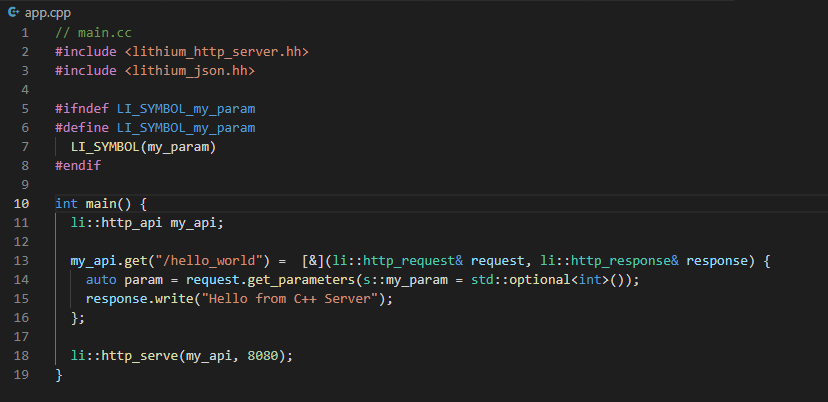 app.cpp
1 // main.cc
2 #include <lithium_http_server.hh>
3 #include <lithium_json.hh>
4
5 #ifndef LI_SYMBOL_my_param
6 #define LI_SYMBOL_my_param
7   LI_SYMBOL(my_param)
8 #endif
9
10 int main() {
11   li::http_api my_api;
12
13   my_api.get("/hello_world") =  [&](li::http_request& request, li::http_response& response) {
14     auto param = request.get_parameters(s::my_param = std::optional<int>());
15     response.write("Hello from C++ Server");
16   };
17
18   li::http_serve(my_api, 8080);
19 }